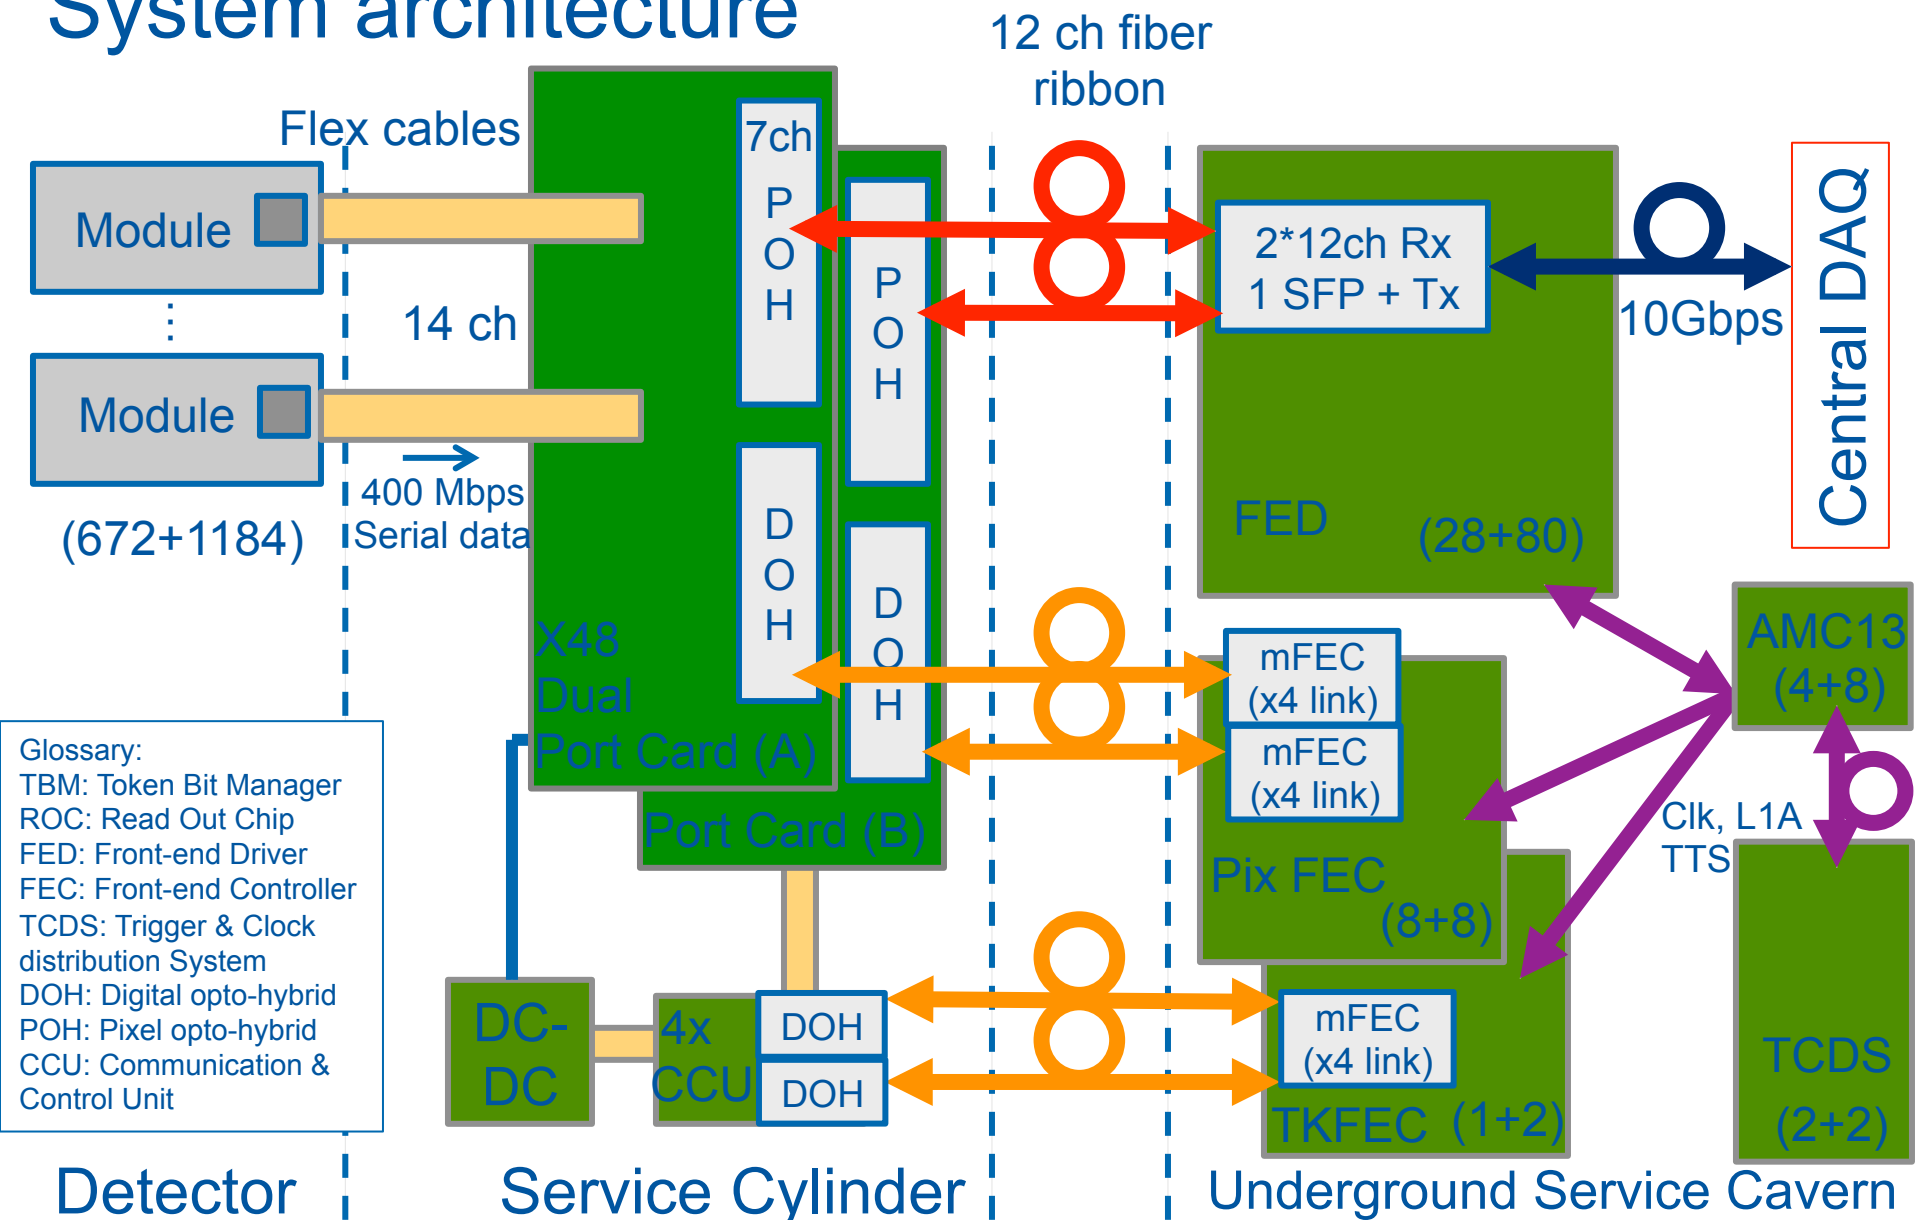 System architecture
12 ch fiber
ribbon
Flex cables
7ch
P
O
H
P
O
H
Module
2*12ch Rx
1 SFP + Tx
10Gbps
Central DAQ
14 ch
Module
400 Mbps
Serial data
(672+1184)
D
O
H
D
O
H
FED
(28+80)
X48
Dual
Port Card (A)
Port Card (B)
mFEC
(x4 link)
mFEC
(x4 link)
Pix FEC
(8+8)
AMC13
(4+8)
Clk, L1A
TTS
Glossary:
TBM: Token Bit Manager
ROC: Read Out Chip
FED: Front-end Driver
FEC: Front-end Controller
TCDS: Trigger & Clock
distribution System
DOH: Digital opto-hybrid
POH: Pixel opto-hybrid
CCU: Communication &
Control Unit
DC-
DC
4x
CCU
DOH
DOH
mFEC
(x4 link)
TKFEC (1+2)
TCDS
(2+2)
Detector
Service Cylinder
Underground Service Cavern